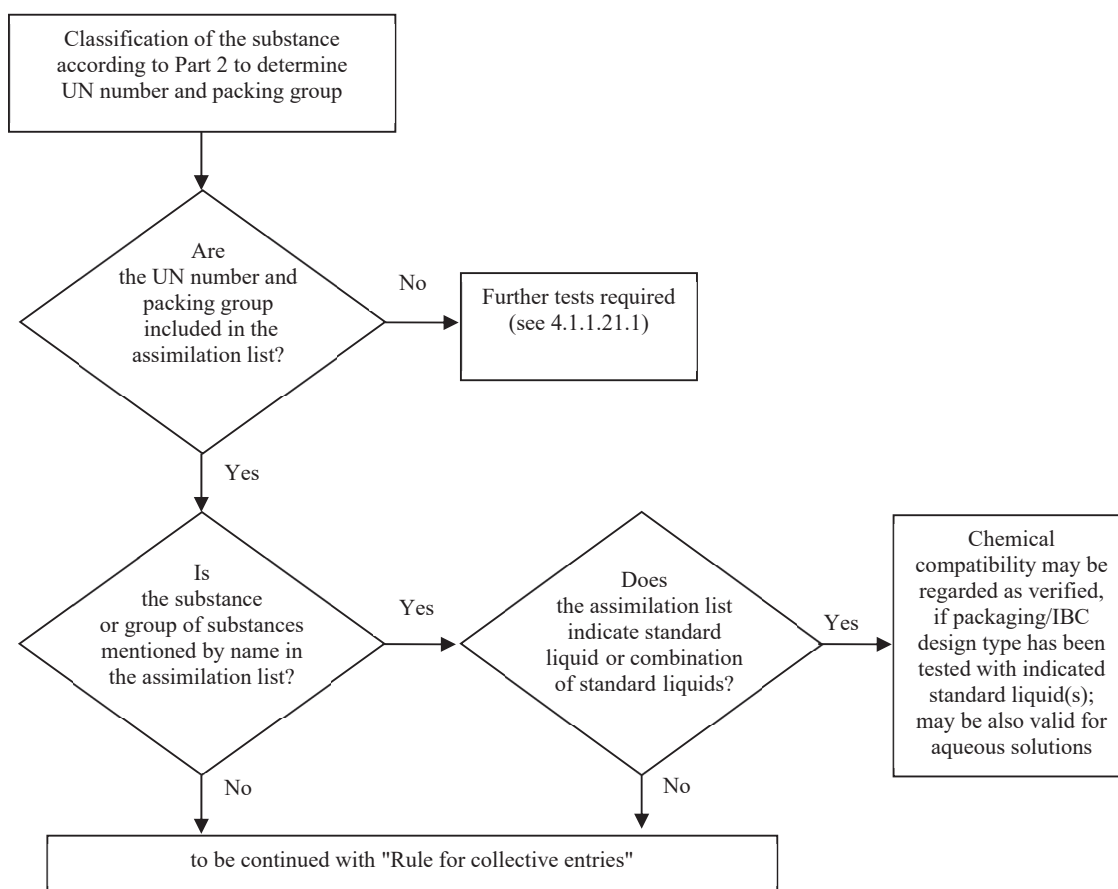 Classification of the substance
according to Part 2 to determine
UN number and packing group
Are
the UN number and
packing group
included in the
assimilation list?
No
Further tests required
(see 4.1.1.21.1)
Yes
Is
the substance
or group of substances
mentioned by name in
the assimilation list?
Yes
Does
the assimilation list
indicate standard
liquid or combination
of standard liquids?
Yes
Chemical
compatibility may be
regarded as verified,
if packaging/IBC
design type has been
tested with indicated
standard liquid(s);
may be also valid for
aqueous solutions
No
No
to be continued with "Rule for collective entries"